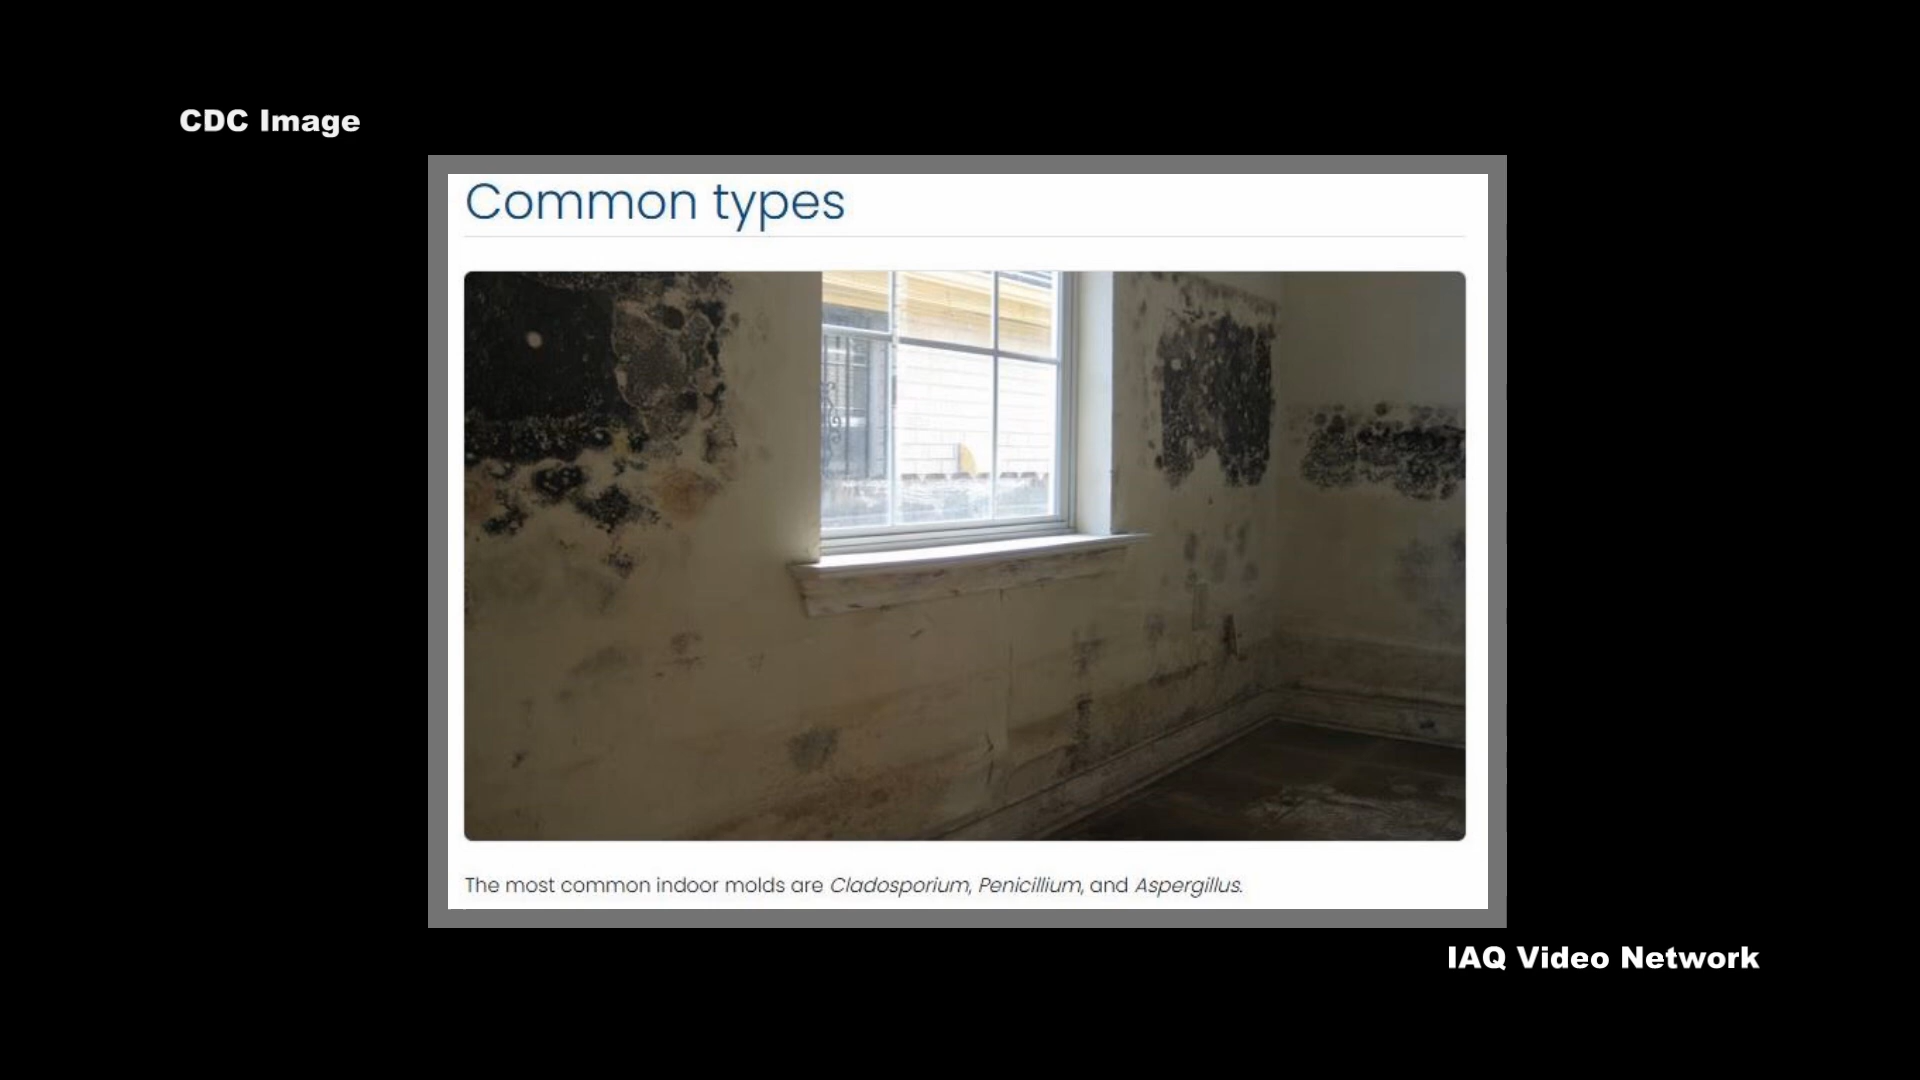 CDC Image
Common types
The most common indoor molds are Cladosporium, Penicillium, and Aspergillus.
IAQ Video Network